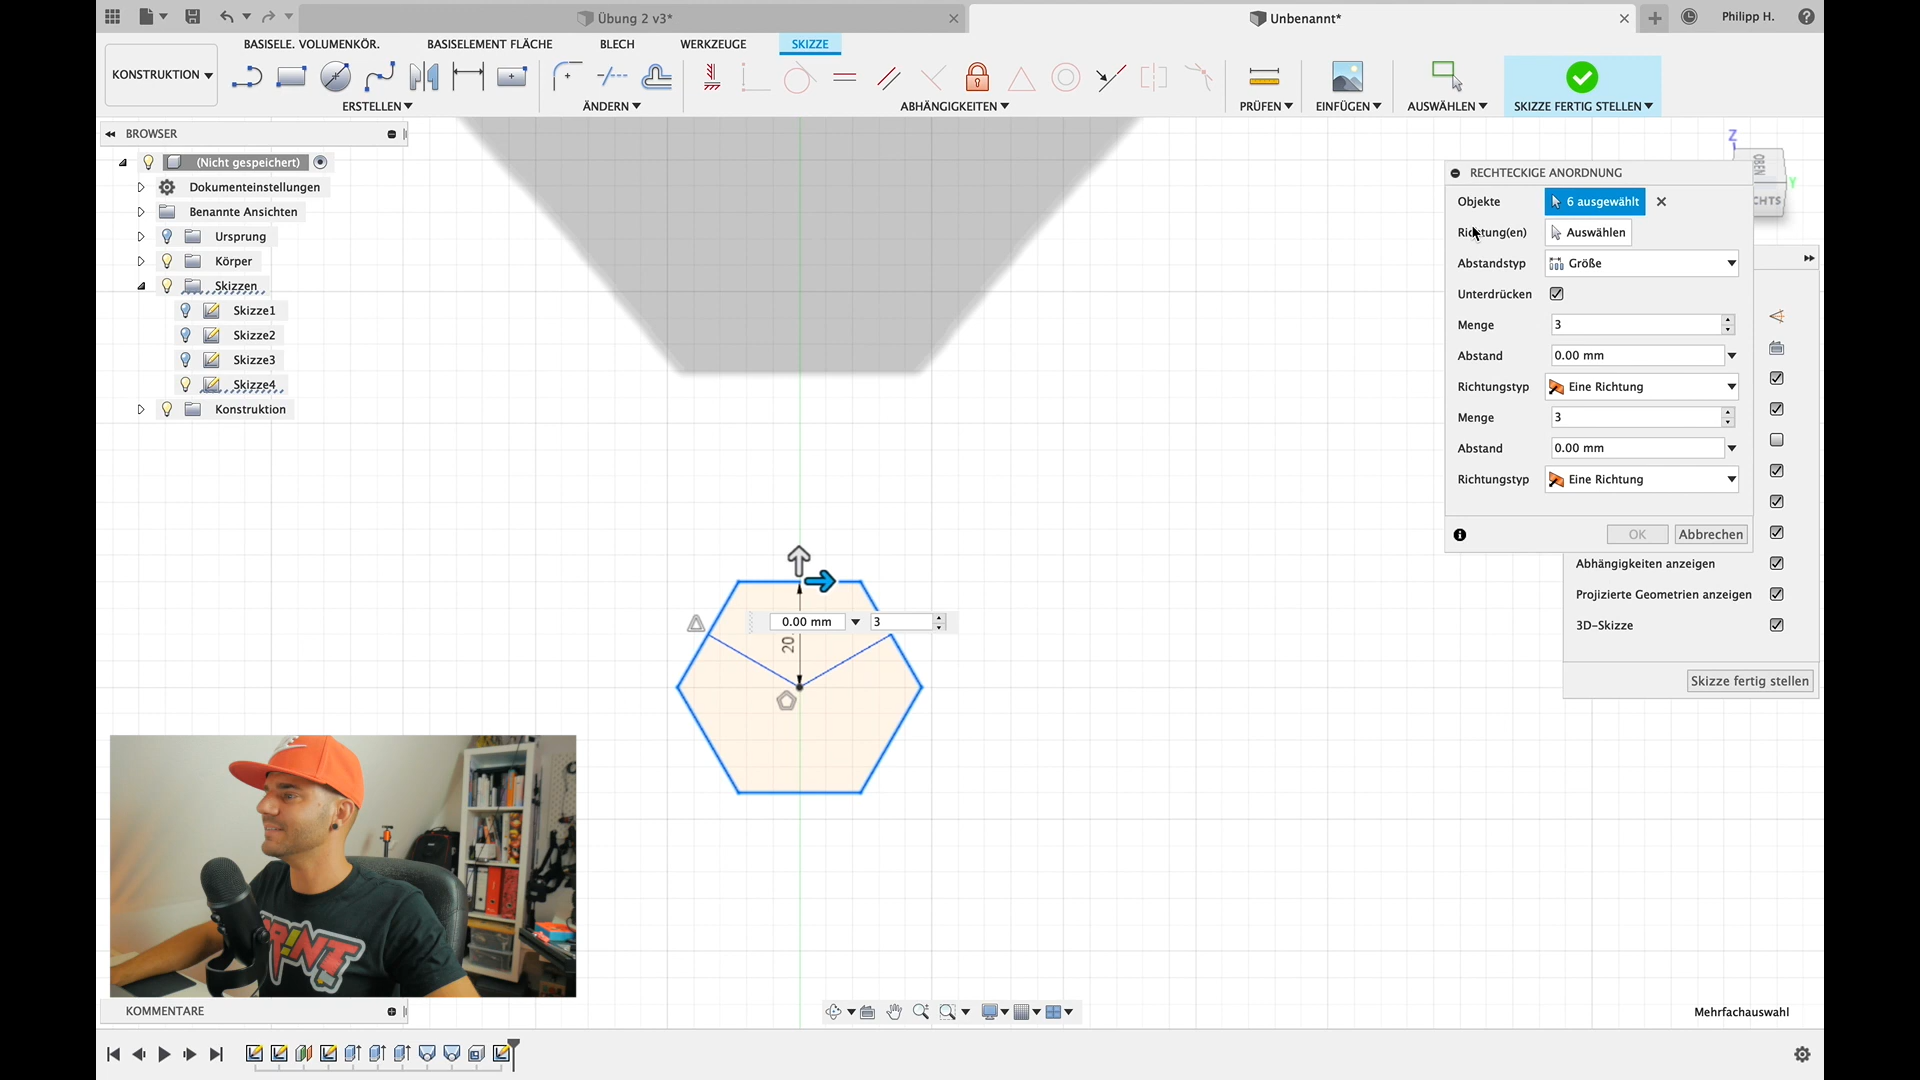 Übung 2 v3*
Unbenannt*
Philipp H.
BASISELE. VOLUMENKÖR.
BASISELEMENT FLÄCHE
BLECH
WERKZEUGE
SKIZZE
KONSTRUKTION
ERSTELLEN
ÄNDERN
ABHÄNGIGKEITEN
PRÜFEN
EINFÜGEN
AUSWÄHLEN
SKIZZE FERTIG STELLEN
BROWSER
(Nicht gespeichert)
Dokumenteinstellungen
Benannte Ansichten
Ursprung
Körper
Skizzen
Skizze1
Skizze2
Skizze3
Skizze4
Konstruktion
Z
OBEN
Y
CHTS
RECHTECKIGE ANORDNUNG
Objekte 6 ausgewählt
Richtung(en) Auswählen
Abstandstyp Größe
Unterdrücken
Menge 3
Abstand 0.00 mm
Richtungstyp Eine Richtung
Menge 3
Abstand 0.00 mm
Richtungstyp Eine Richtung
OK Abbrechen
Abhängigkeiten anzeigen
Projizierte Geometrien anzeigen
3D-Skizze
Skizze fertig stellen
0.00 mm 3
20.
KOMMENTARE
Mehrfachauswahl